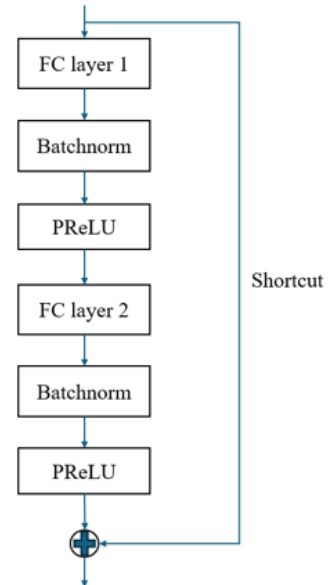 FC layer 1
Batchnorm
PReLU
FC layer 2
Shortcut
Batchnorm
PReLU